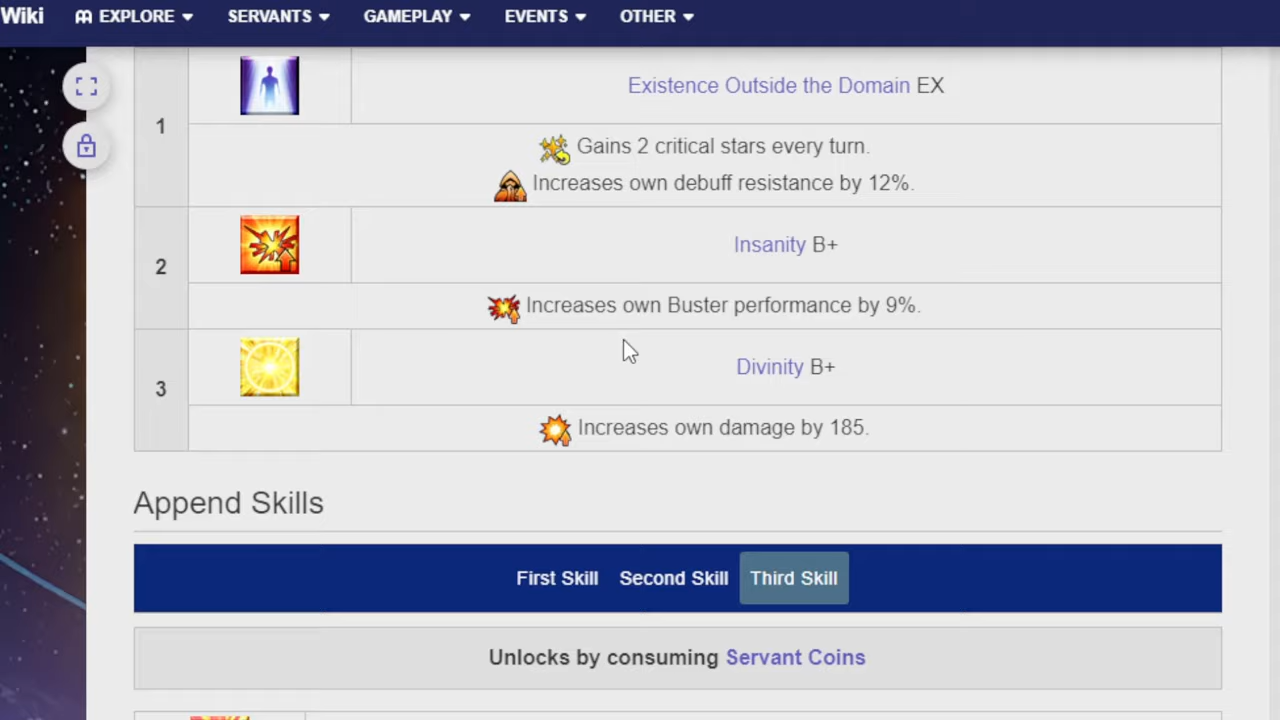 Wiki EXPLORE SERVANTS GAMEPLAY EVENTS OTHER
1
Existence Outside the Domain EX
Gains 2 critical stars every turn.
Increases own debuff resistance by 12%.
2
Insanity B+
Increases own Buster performance by 9%.
3
Divinity B+
Increases own damage by 185.
Append Skills
First Skill Second Skill Third Skill
Unlocks by consuming Servant Coins